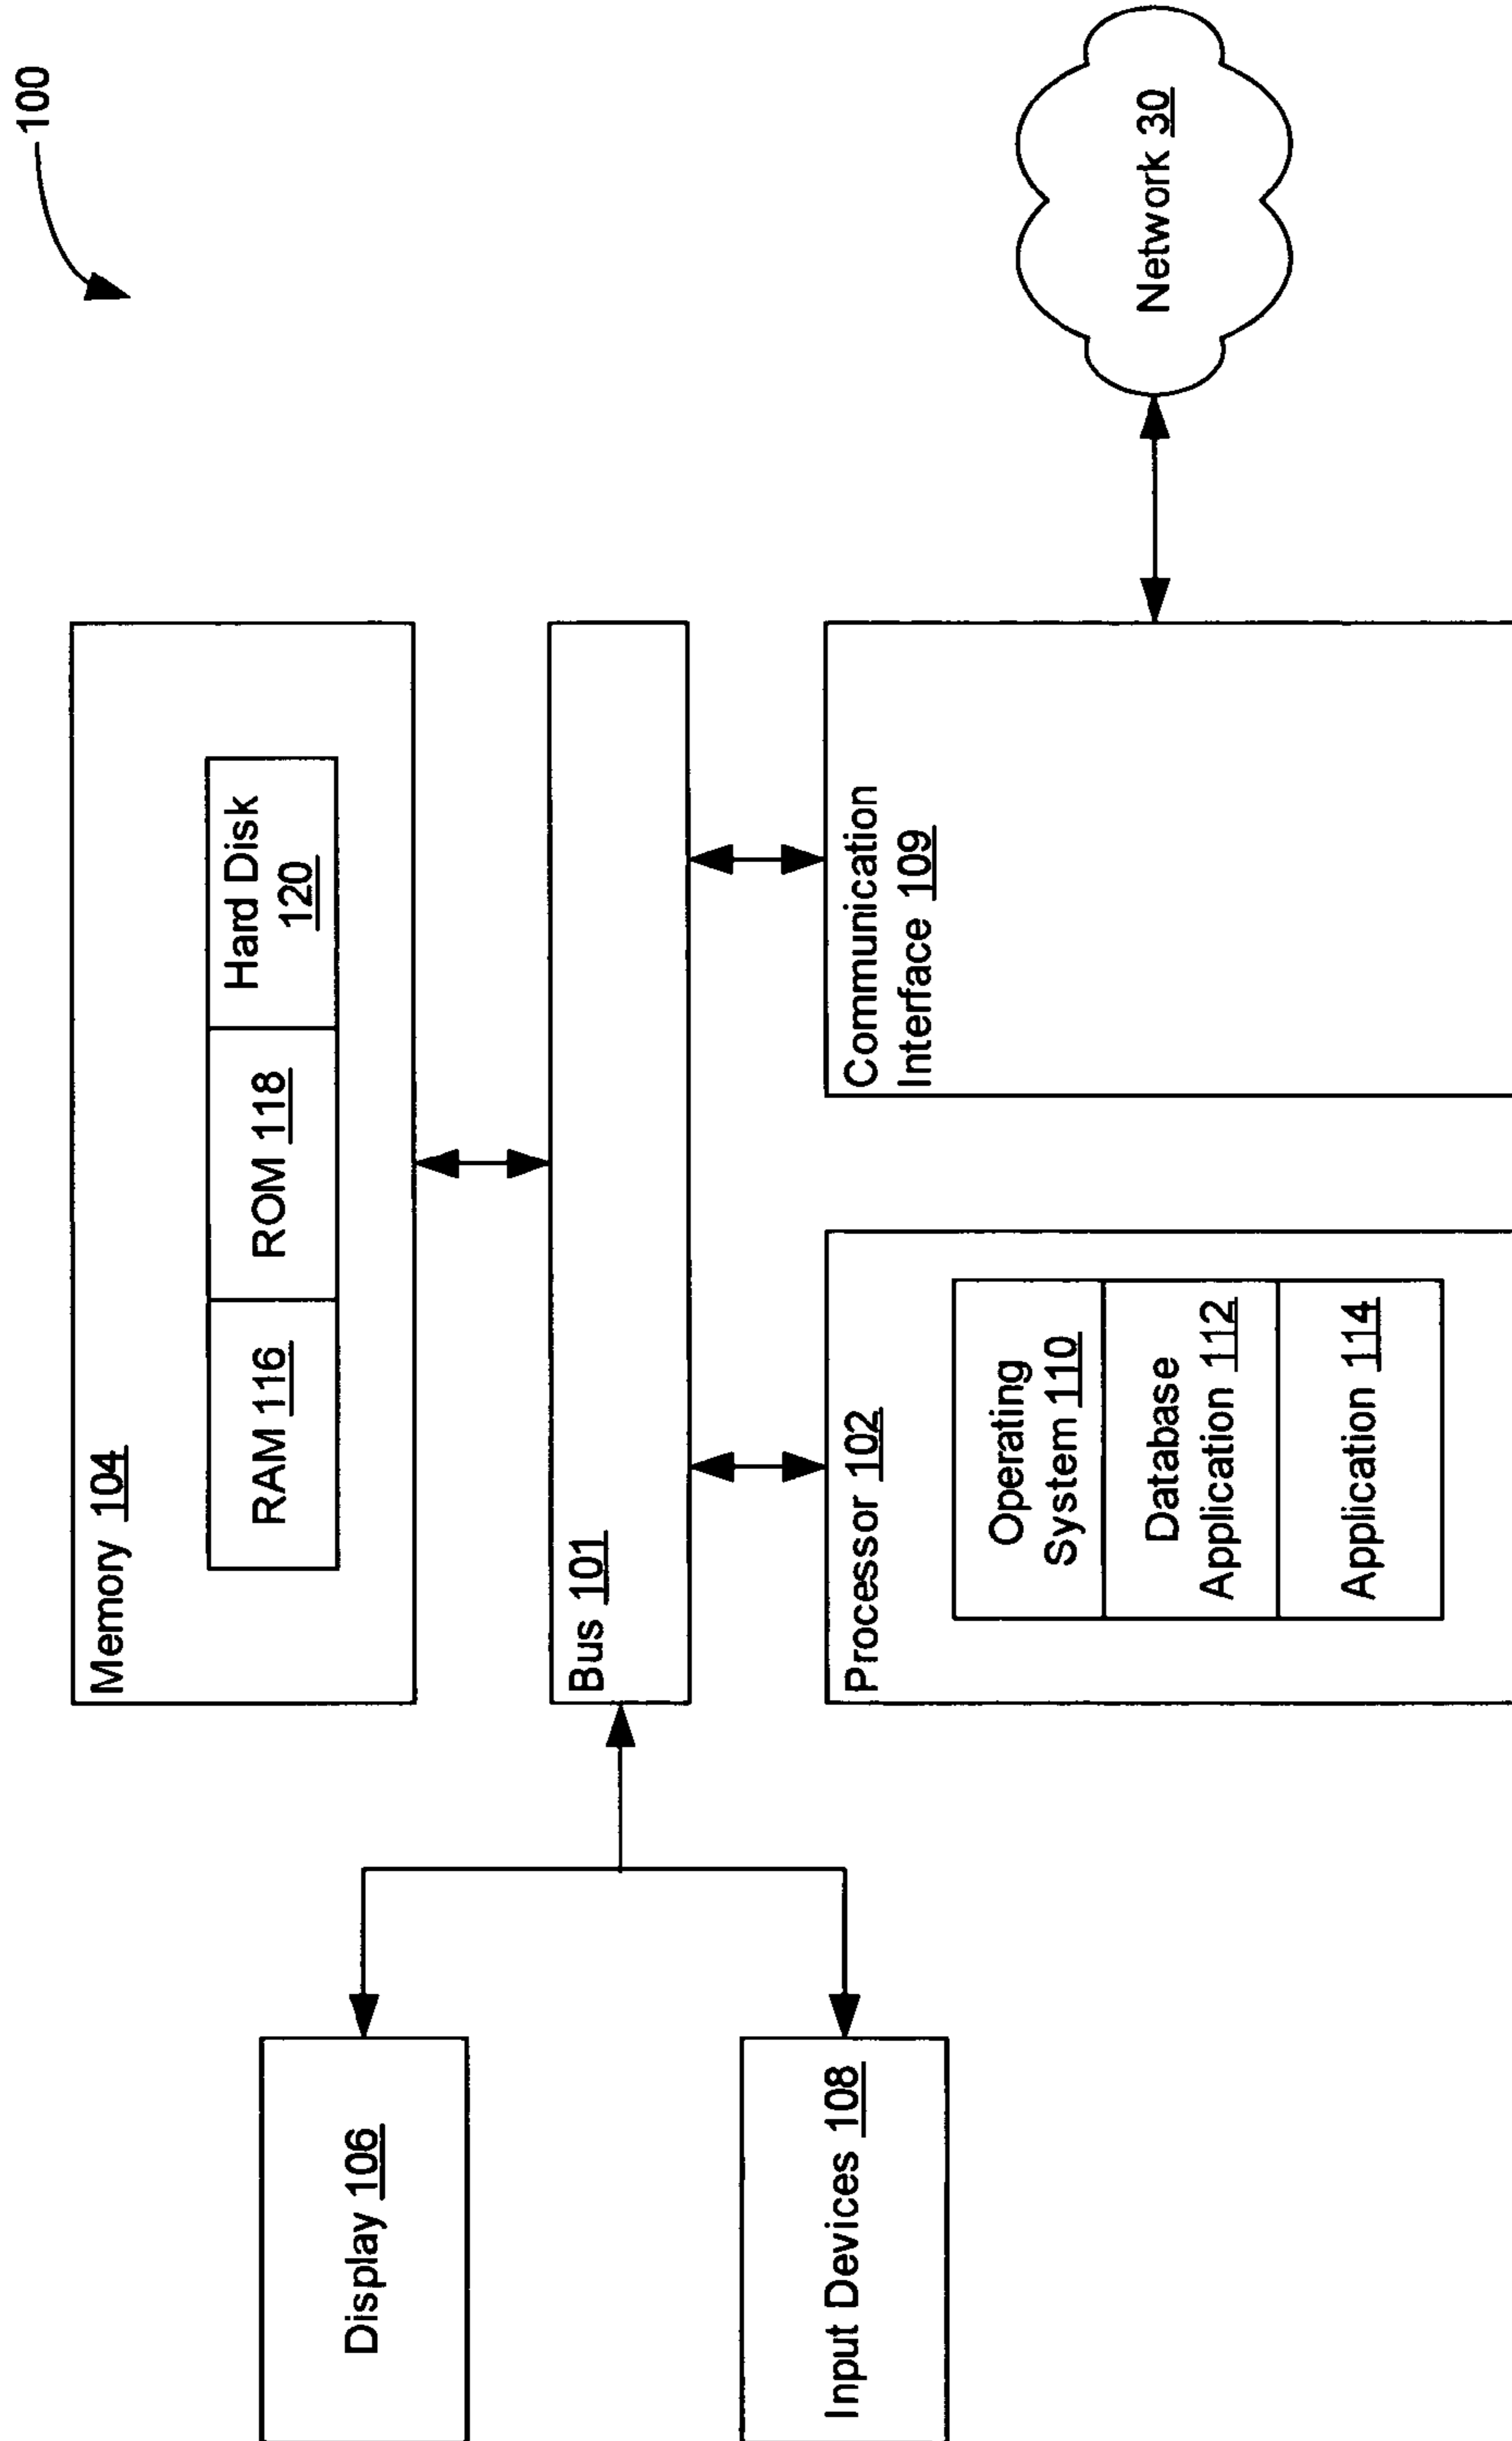 100
Memory 104
RAM 116
ROM 118
Hard Disk
120
Display 106
Bus 101
Input Devices 108
Processor 102
Operating
System 110
Database
Application 112
Application 114
Communication
Interface 109
Network 30